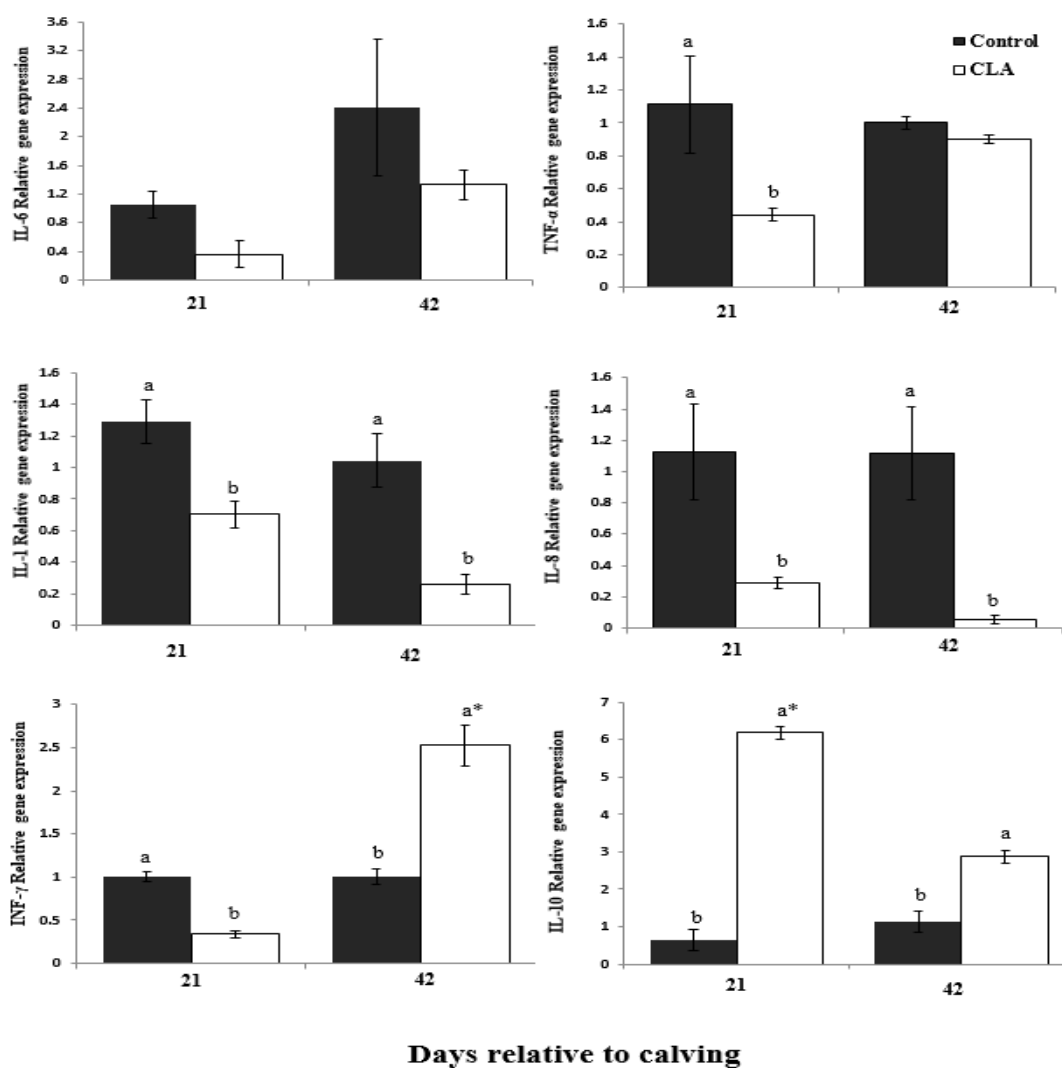 IL-6 Relative gene expression
3.6
3.2
2.8
2.4
2
1.6
1.2
0.8
0.4
0
21
42
TNF-α Relative gene expression
1.6
1.4
1.2
1
0.8
0.6
0.4
0.2
0
a
b
21
42
Control
CLA
IL-1 Relative gene expression
1.6
1.4
1.2
1
0.8
0.6
0.4
0.2
0
a
b
a
b
21
42
IL-8 Relative gene expression
1.6
1.4
1.2
1
0.8
0.6
0.4
0.2
0
a
b
a
b
21
42
INF-γ Relative gene expression
3
2.5
2
1.5
1
0.5
0
a
b
b
a*
21
42
IL-10 Relative gene expression
7
6
5
4
3
2
1
0
b
a*
b
a
21
42
Days relative to calving